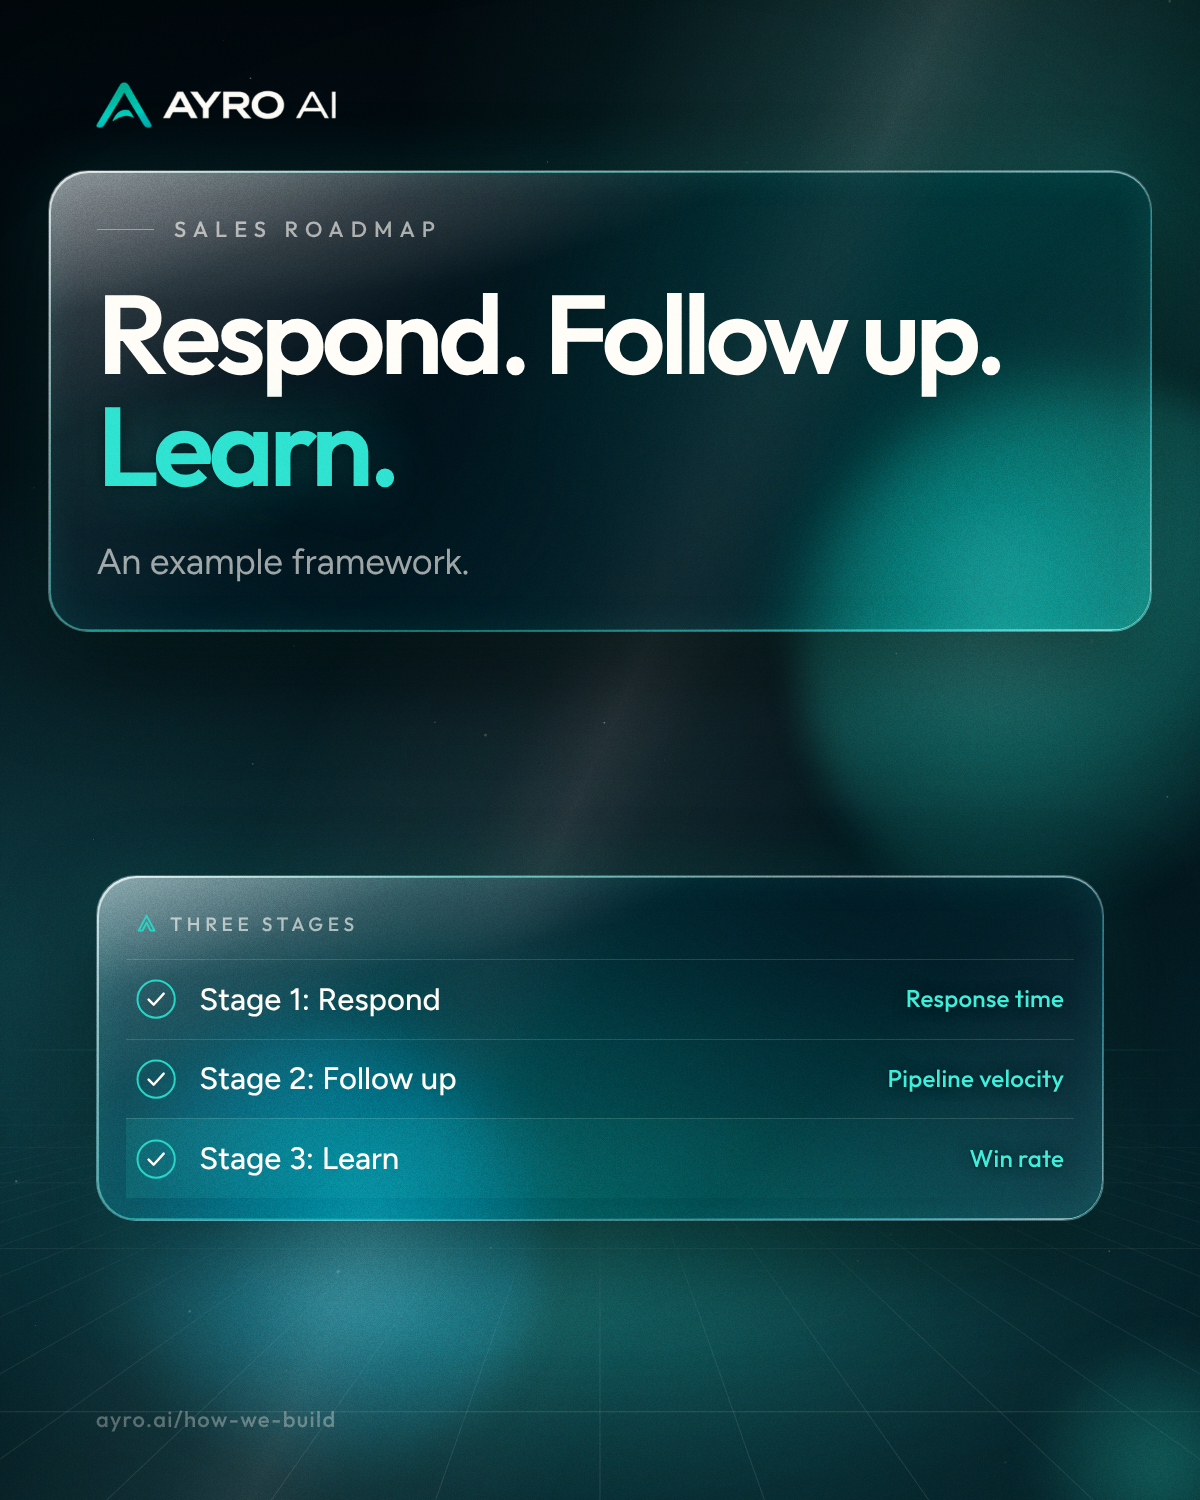 AYRO AI
SALES ROADMAP
Respond. Follow up.
Learn.
An example framework.
THREE STAGES
Stage 1: Respond
Response time
Stage 2: Follow up
Pipeline velocity
Stage 3: Learn
Win rate
ayro.ai/how-we-build